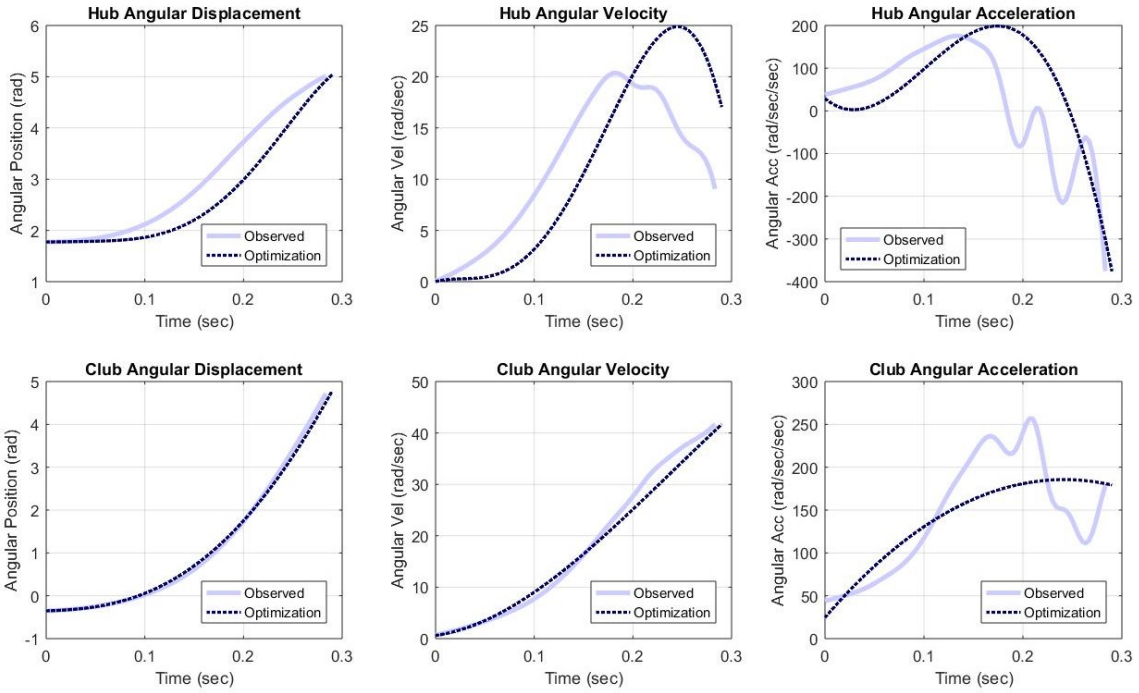 Hub Angular Displacement
Angular Position (rad)
6
5
4
3
2
1
0
0.1
0.2
0.3
Time (sec)
Observed
Optimization
Hub Angular Velocity
Angular Vel (rad/sec)
25
20
15
10
5
0
0
0.1
0.2
0.3
Time (sec)
Observed
Optimization
Hub Angular Acceleration
Angular Acc (rad/sec/sec)
200
100
0
-100
-200
-300
-400
0
0.1
0.2
0.3
Time (sec)
Observed
Optimization
Club Angular Displacement
Angular Position (rad)
5
4
3
2
1
0
-1
0
0.1
0.2
0.3
Time (sec)
Observed
Optimization
Club Angular Velocity
Angular Vel (rad/sec)
50
40
30
20
10
0
0
0.1
0.2
0.3
Time (sec)
Observed
Optimization
Club Angular Acceleration
Angular Acc (rad/sec/sec)
300
250
200
150
100
50
0
0
0.1
0.2
0.3
Time (sec)
Observed
Optimization